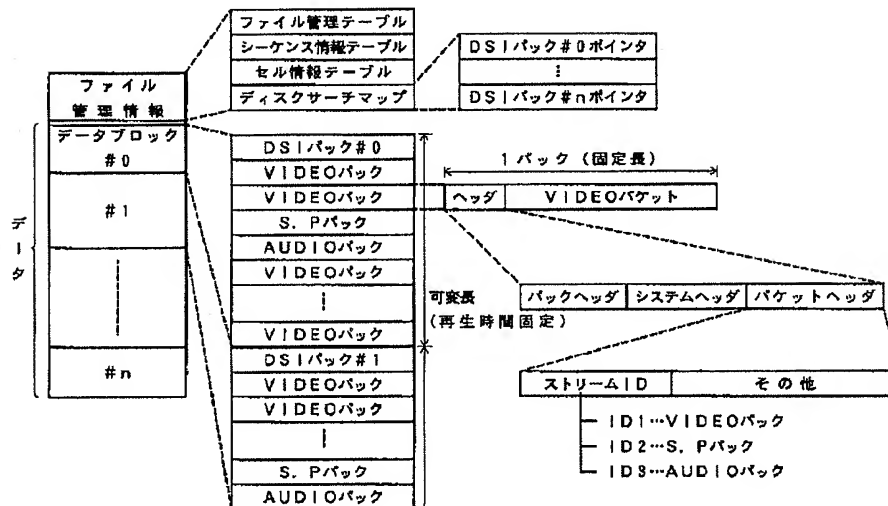 ファイル管理テーブル
シーケンス情報テーブル
セル情報テーブル
ディスクサーチマップ
DSIパック#0ポインタ
DSIパック#nポインタ
ファイル
管理情報
データブロック
#0
#1
#n
データ
DSIパック#0
VIDEOパック
VIDEOパック
S. Pパック
AUDIOパック
VIDEOパック
VIDEOパック
DSIパック#1
VIDEOパック
VIDEOパック
S. Pパック
AUDIOパック
可変長
(再生時間固定)
1パック (固定長)
ヘッダ
VIDEOパケット
パックヘッダ
システムヘッダ
パケットヘッダ
ストリームID
その他
ID1…VIDEOパック
ID2…S. Pパック
ID3…AUDIOパック